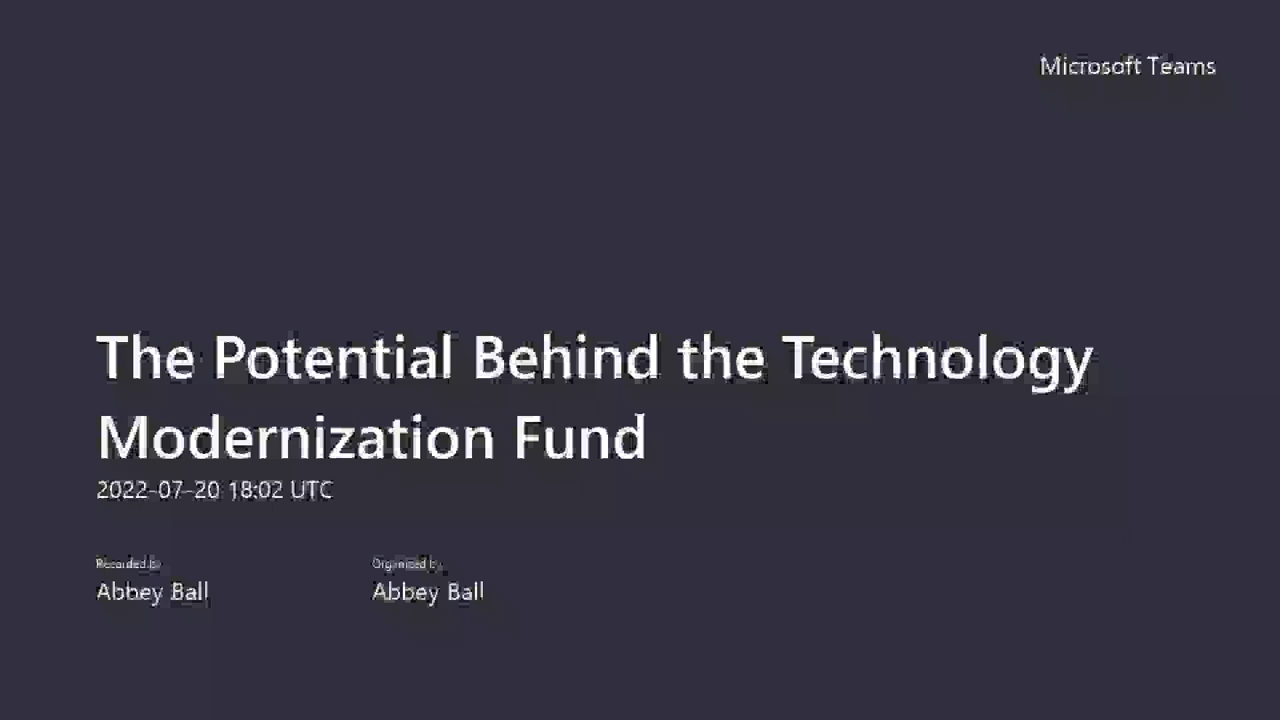 Microsoft Teams
The Potential Behind the Technology
Modernization Fund
2022-07-20 18:02 UTC
Recorded by
Organized by
Abbey Ball
Abbey Ball